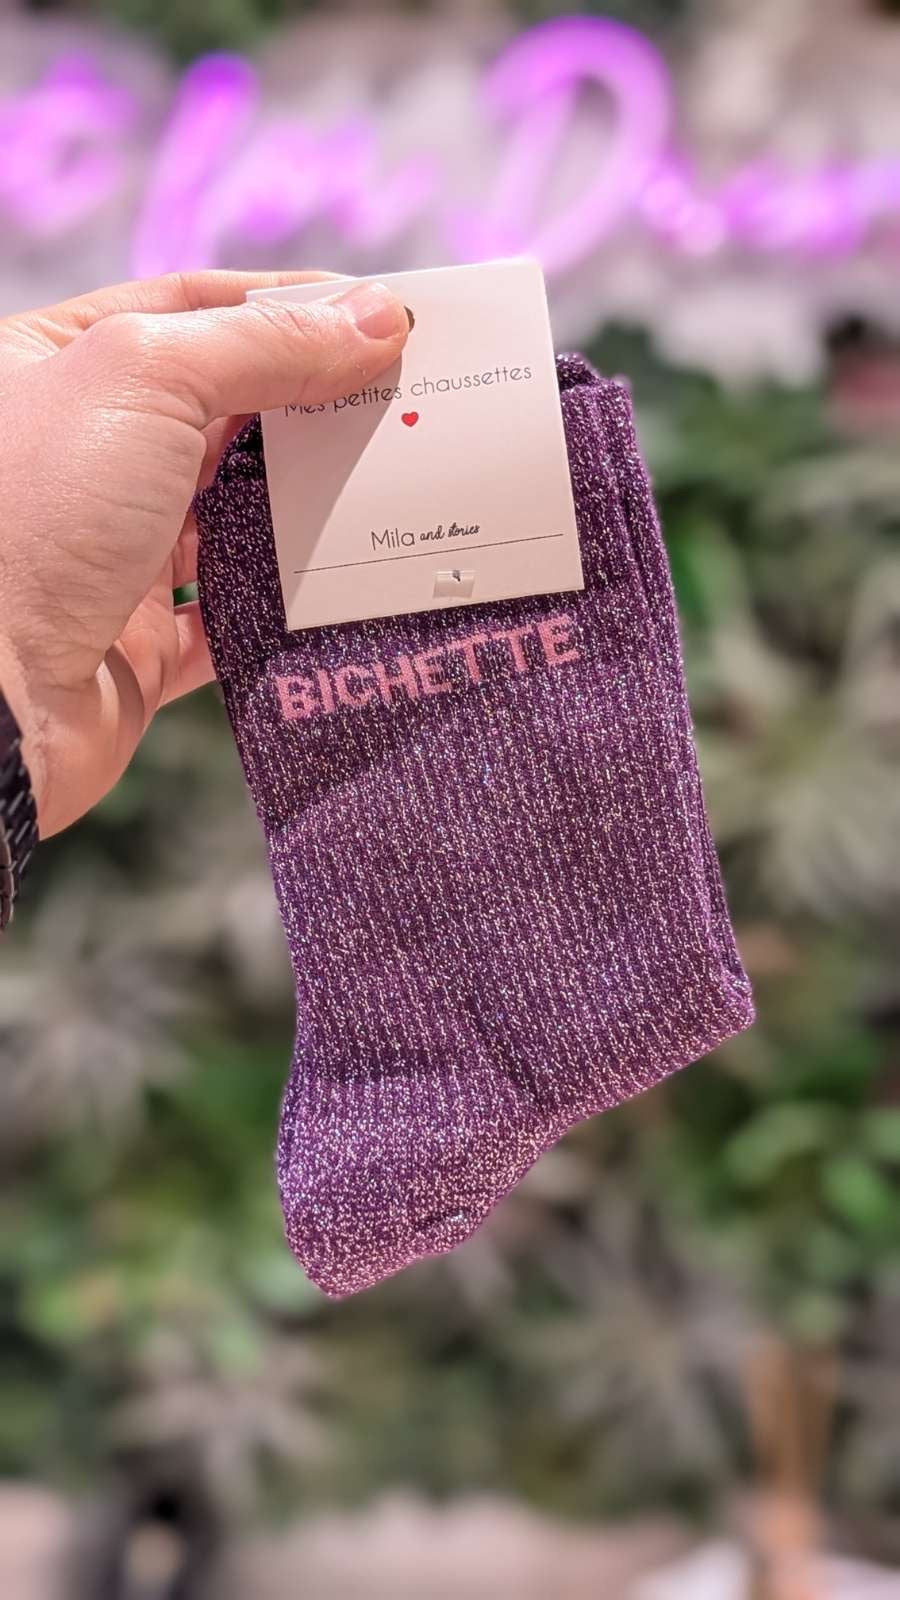 Mes petites chaussettes
Mila and stories
BICHETTE